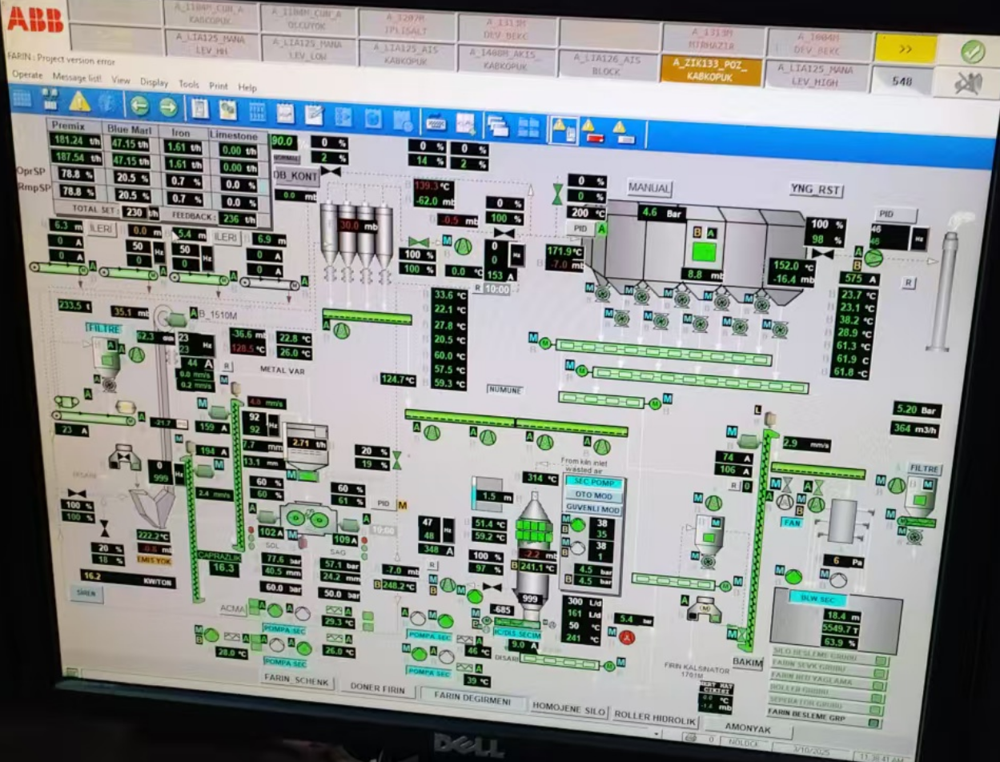 ABB
A_1184M_CUN_A
KABKOPUK
A_1184M_CUN_A
OLCUYOK
A_1207M
IPLISALT
A_1313M
DEV_BEKC
A_1313M
MTRHAZIR
A_1004M
DEV_BEKC
>>
A_LIA125_MANA
LEV_HH
A_LIA125_MANA
LEV_LOW
A_LIA125_AIS
KABKOPUK
A_1408M_AKIS_
KABKOPUK
A_LIA126_AIS
BLOCK
A_ZIK133_POZ_
KABKOPUK
A_LIA125_MANA
LEV_HIGH
548
FARIN : Project version error
Operate Message list! View Display Tools Print Help
Premix Blue Marl Iron Limestone
181.24 t/h 47.15 t/h 1.61 t/h 0.00 t/h
187.54 t/h 47.15 t/h 1.61 t/h 0.00 t/h
OprSP 78.8 % 20.5 % 0.7 % 0.0 %
RmpSP 78.8 % 20.5 % 0.7 % 0.0 %
TOTAL SET : 230 t/h FEEDBACK : 236 t/h
90.0
0 %
2 %
NORMAL
DB_KONT
0.0 mb
0 % 0 %
14 % 2 %
139.3 °C
-62.0 mb
-0.5 mb
30.0 mb
0 %
100 %
0 %
0 %
200 °C
PID A
MANUAL
4.6 Bar
YNG_RST
100 %
98 %
PID
46
46 Hz
6.3 m
0 A
0 A
ILERI
0.0 m
50 Hz
0
5.4 m
50 Hz
0
ILERI
6.9 m
0 A
0 A
100 %
100 %
0.0 °C
0
0 Hz
153 A
R 10:00
171.9 °C
-7.0 mb
B A
8.8 mb
152.0 °C
-16.4 mb
575 A
R
33.6 °C
22.1 °C
27.8 °C
20.5 °C
60.0 °C
57.5 °C
59.3 °C
23.7 °C
23.1 °C
38.2 °C
28.9 °C
61.3 °C
61.9 C
61.8 °C
233.5 t
35.1 mb
B_1510M
FILTRE
62.3 mm
23
23 Hz
44 A
0.0 mm/s
0.2 mm/s
-36.6 mb
128.5 °C
22.8 °C
26.0 °C
METAL VAR
124.7 °C
NUMUNE
4.8 mm/s
92
92 Hz
7.7 mm
13.1 mm
2.71 t/h
23 A
-21.7
159 A
194 A
0
999 Hz
2.4 mm/s
20 %
19 %
60 %
60 %
60 %
61 %
PID M
10:00
102 A
109 A
SOL
SAG
100 %
100 %
20 %
18 %
222.2 °C
-0.5 mb
EMIS YOK
16.2 KW/TON
SIREN
CAPRAZLIK
16.3
77.6 bar
40.5 mm
60.0 bar
57.1 bar
24.2 mm
50.0 bar
ACMA
POMPA SEC
29.3 °C
28.0 °C
26.0 °C
POMPA SEC
From kiln inlet
wasted air
314 °C
SEC POMP
OTO MOD
GUVENLI MOD
1.5 m
47
48 Hz
348 A
51.4 °C
59.2 °C
38
35
38
1
100 %
97 %
-2.2 mb
241.1 °C
4.5 bar
4.5 bar
-7.0 mb
248.2 °C
R
999
-685
300 L/d
161 L/d
50 °C
241 °C
5.4 bar
IC/DIS SECIM
9.0 A
DISARI
POMPA SEC
46 °C
POMPA SEC
39 °C
5.20 Bar
364 m3/h
L
2.9 mm/s
74 A
106 A
R 0
FILTRE
FAN
6 Pa
BLW SEC
18.4 m
5549.7 T
63.9 %
SILO BESLEME GRUBU
FARIN SEVK GRUBU
FARIN BED YAGLAMA
ROLLER GRUBU
SEPERATOR GRUBU
FARIN BESLEME GRP
BAKIM
FIRIN KALSINATOR
1701M
0.0 °C
-1.6 mb
FARIN_SCHENK
DONER FIRIN
FARIN DEGIRMENI
HOMOJENE SILO
ROLLER HIDROLIK
AMONYAK
0
NOLOCK
3/10/2025
11:38:41 AM
DELL